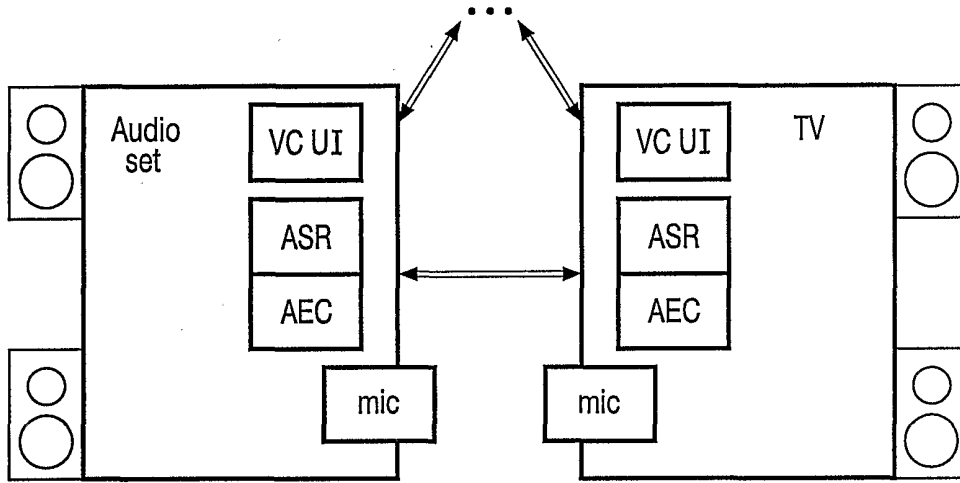 ...
Audio
set
VC UI
ASR
AEC
mic
VC UI
TV
ASR
AEC
mic